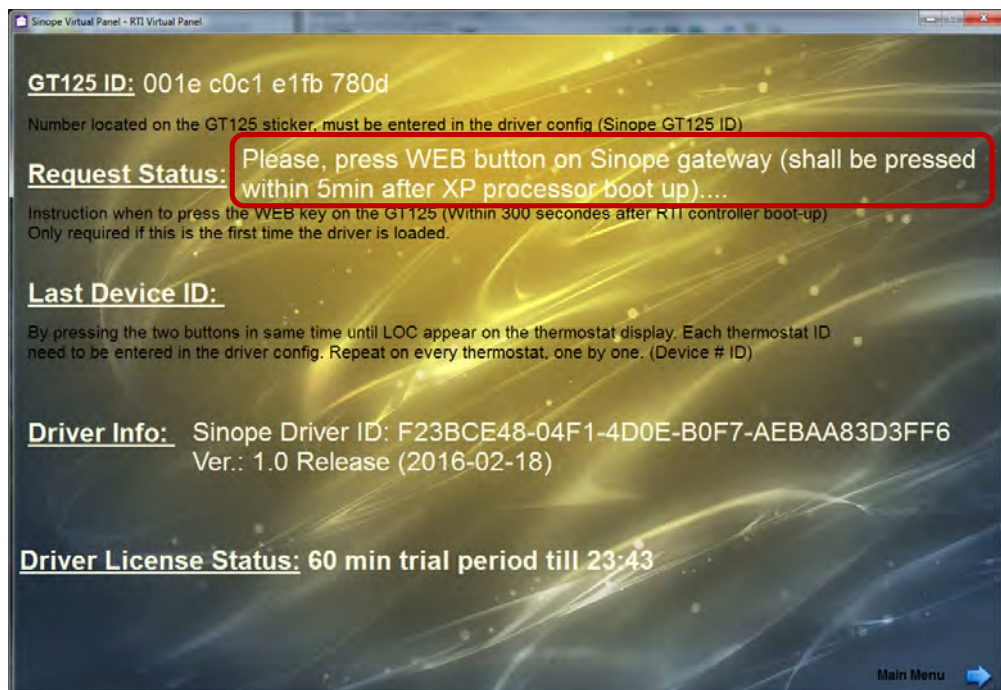 Sinope Virtual Panel - RTI Virtual Panel
GT125 ID: 001e c0c1 e1fb 780d
Number located on the GT125 sticker, must be entered in the driver config (Sinope GT125 ID)
Request Status: Please, press WEB button on Sinope gateway (shall be pressed
within 5min after XP processor boot up)....
Instruction when to press the WEB key on the GT125 (Within 300 secondes after RTI controller boot-up)
Only required if this is the first time the driver is loaded.
Last Device ID:
By pressing the two buttons in same time until LOC appear on the thermostat display. Each thermostat ID
need to be entered in the driver config. Repeat on every thermostat, one by one. (Device # ID)
Driver Info: Sinope Driver ID: F23BCE48-04F1-4D0E-B0F7-AEBAA83D3FF6
Ver.: 1.0 Release (2016-02-18)
Driver License Status: 60 min trial period till 23:43
Main Menu